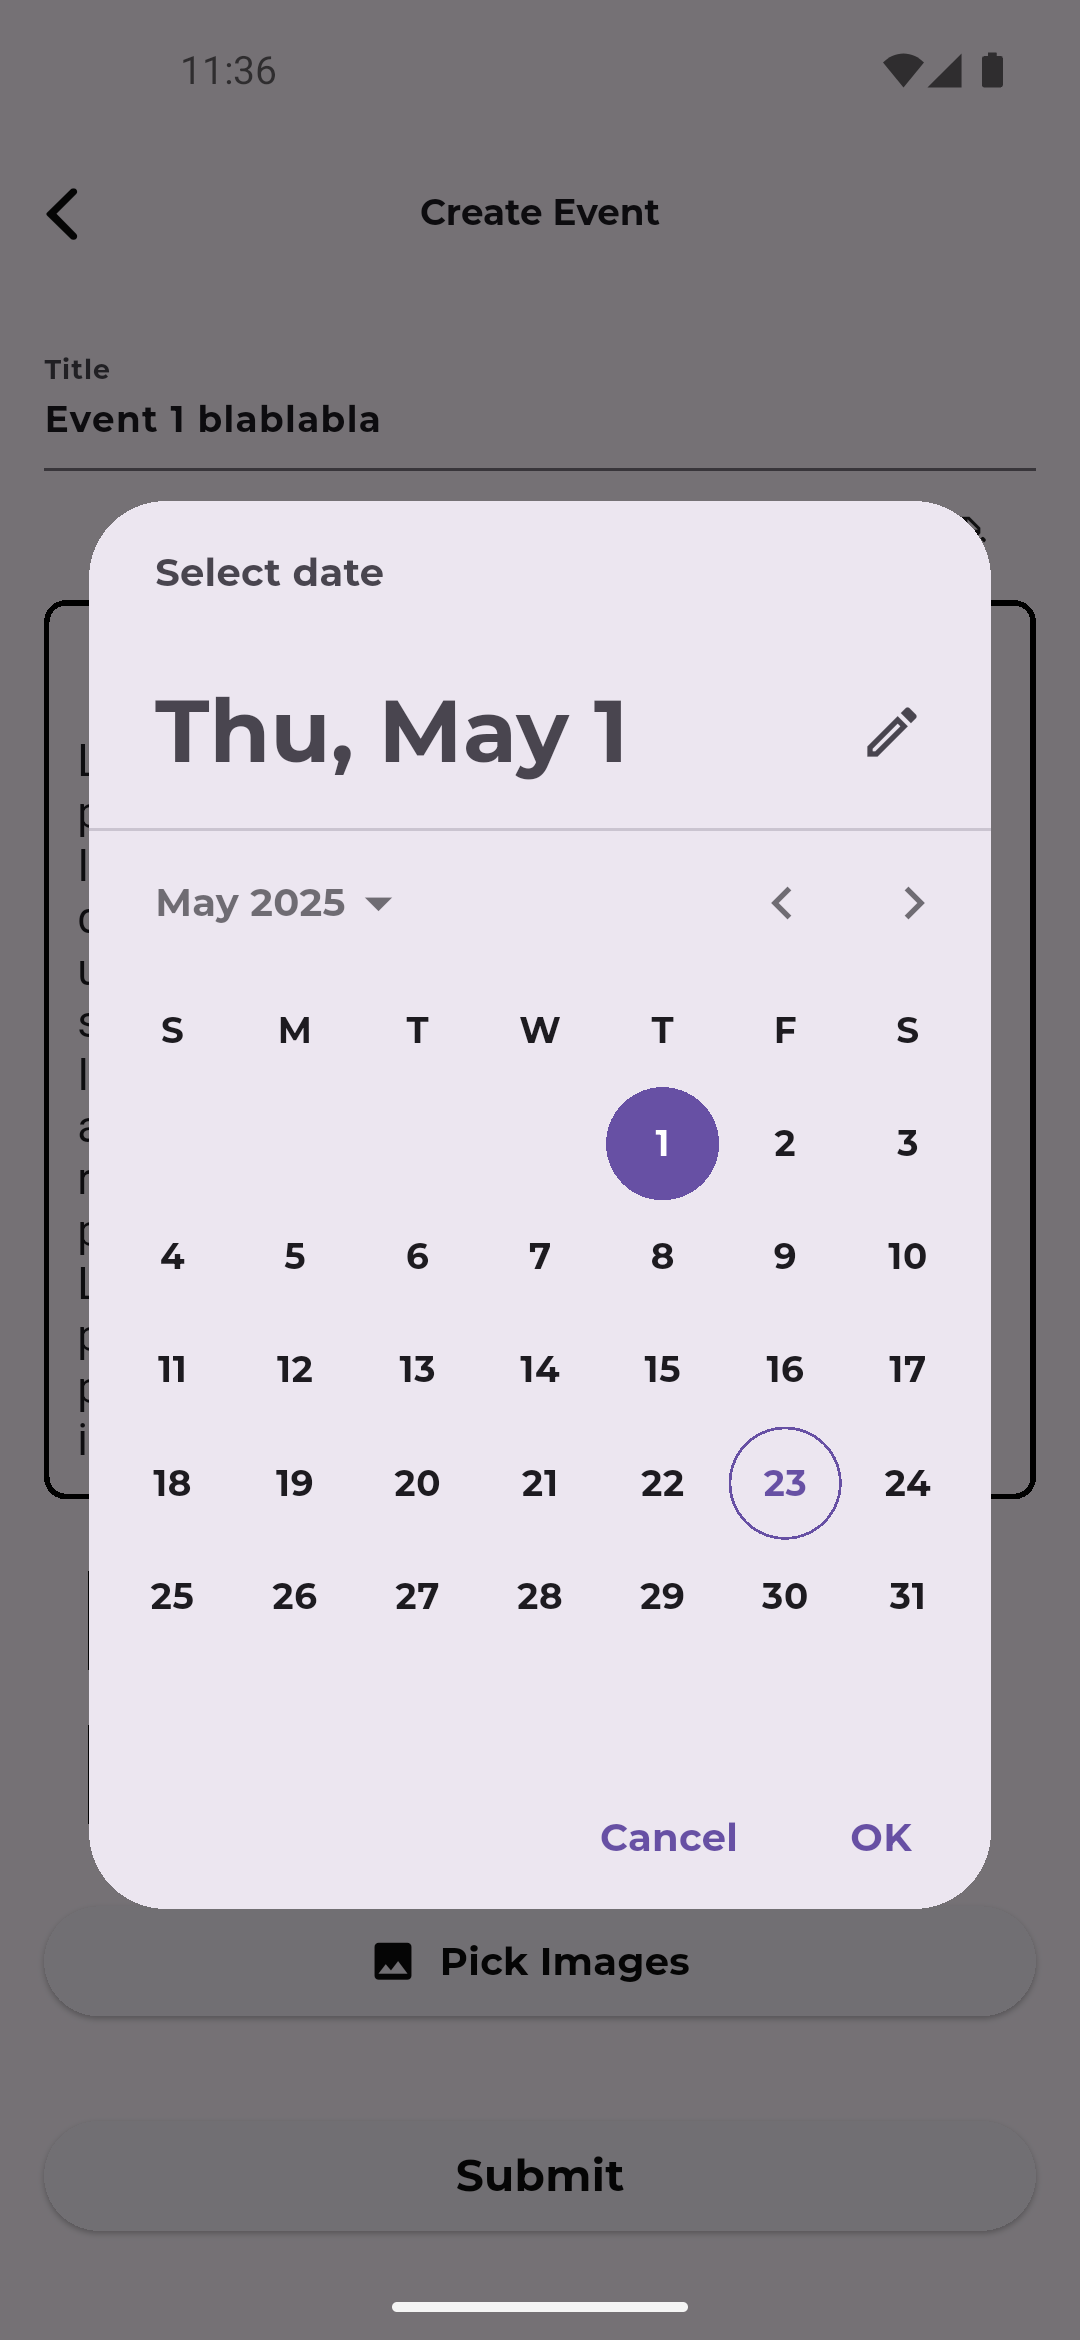 11:36
Create Event
Title
Event 1 blablabla
Select date
Thu, May 1
May 2025
S M T W T F S
1 2 3
4 5 6 7 8 9 10
11 12 13 14 15 16 17
18 19 20 21 22 23 24
25 26 27 28 29 30 31
Cancel OK
Pick Images
Submit